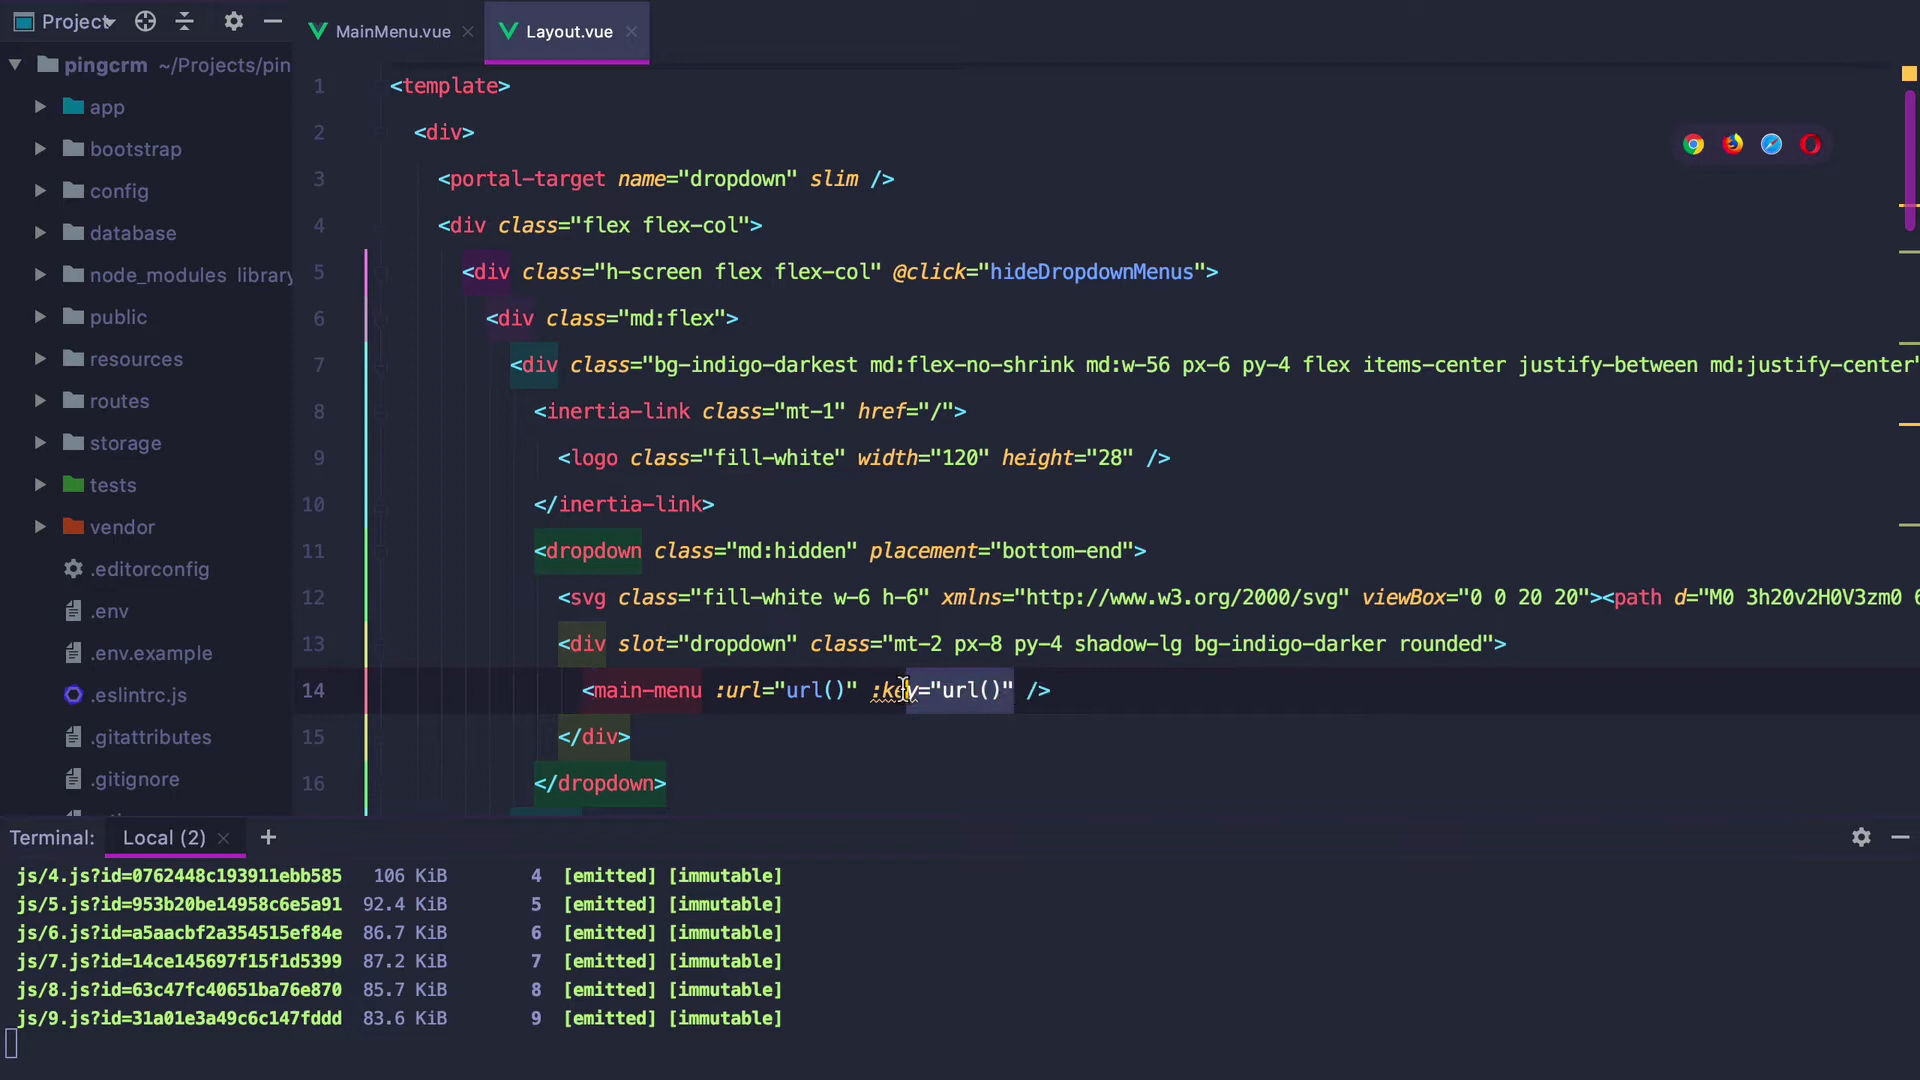 Project
MainMenu.vue
Layout.vue
pingcrm ~/Projects/pin
app
bootstrap
config
database
node_modules library
public
resources
routes
storage
tests
vendor
.editorconfig
.env
.env.example
.eslintrc.js
.gitattributes
.gitignore
1 <template>
2 <div>
3 <portal-target name="dropdown" slim />
4 <div class="flex flex-col">
5 <div class="h-screen flex flex-col" @click="hideDropdownMenus">
6 <div class="md:flex">
7 <div class="bg-indigo-darkest md:flex-no-shrink md:w-56 px-6 py-4 flex items-center justify-between md:justify-center"
8 <inertia-link class="mt-1" href="/">
9 <logo class="fill-white" width="120" height="28" />
10 </inertia-link>
11 <dropdown class="md:hidden" placement="bottom-end">
12 <svg class="fill-white w-6 h-6" xmlns="http://www.w3.org/2000/svg" viewBox="0 0 20 20"><path d="M0 3h20v2H0V3zm0 6
13 <div slot="dropdown" class="mt-2 px-8 py-4 shadow-lg bg-indigo-darker rounded">
14 <main-menu :url="url()" :key="url()" />
15 </div>
16 </dropdown>
Terminal: Local (2) +
js/4.js?id=0762448c193911ebb585 106 KiB 4 [emitted] [immutable]
js/5.js?id=953b20be14958c6e5a91 92.4 KiB 5 [emitted] [immutable]
js/6.js?id=a5aacbf2a354515ef84e 86.7 KiB 6 [emitted] [immutable]
js/7.js?id=14ce145697f15f1d5399 87.2 KiB 7 [emitted] [immutable]
js/8.js?id=63c47fc40651ba76e870 85.7 KiB 8 [emitted] [immutable]
js/9.js?id=31a01e3a49c6c147fddd 83.6 KiB 9 [emitted] [immutable]